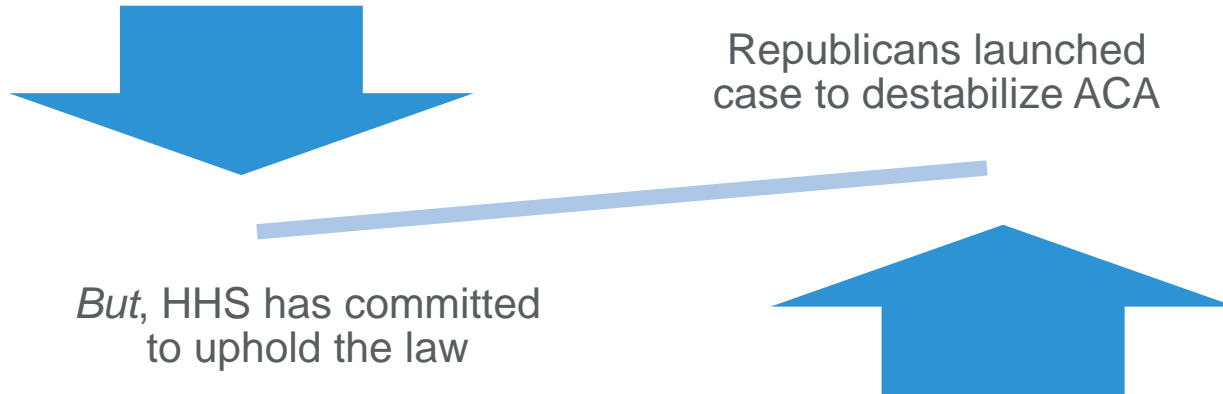 Republicans launched
case to destabilize ACA
But, HHS has committed
to uphold the law